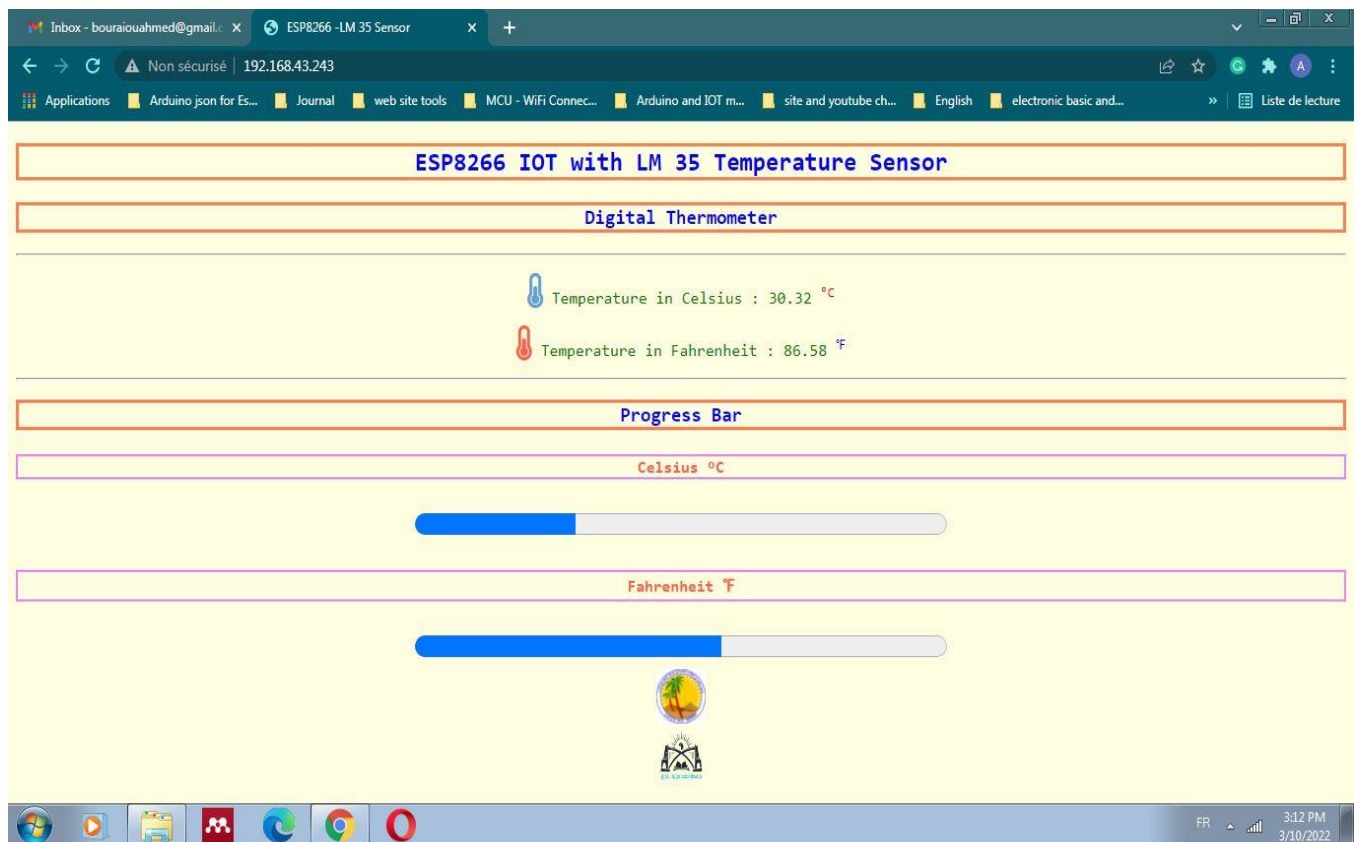 Inbox - bouraiouahmed@gmail.c
ESP8266 -LM 35 Sensor
Non sécurisé | 192.168.43.243
Applications Arduino json for Es... Journal web site tools MCU - WiFi Connec... Arduino and IOT m... site and youtube ch... English electronic basic and... » Liste de lecture
ESP8266 IOT with LM 35 Temperature Sensor
Digital Thermometer
Temperature in Celsius : 30.32 °C
Temperature in Fahrenheit : 86.58 °F
Progress Bar
Celsius °C
Fahrenheit °F
FR 3:12 PM
3/10/2022